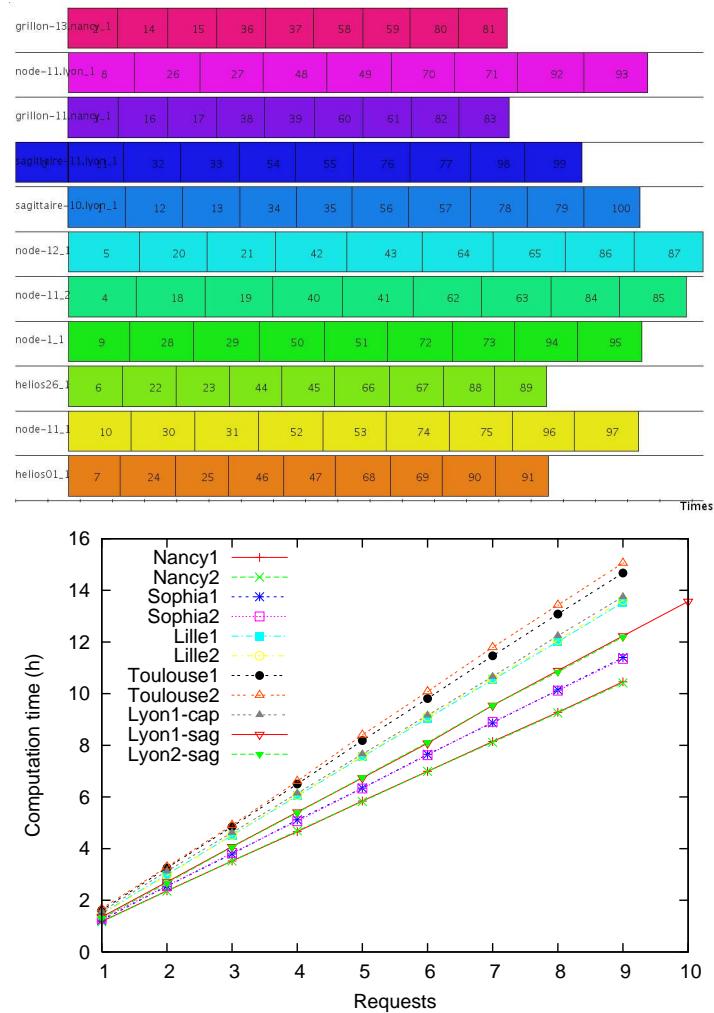 grillon-13.nancy_1 14 15 36 37 58 59 80 81
node-11.lyon_1 8 26 27 48 49 70 71 92 93
grillon-11.nancy_1 16 17 38 39 60 61 82 83
sagittaire-11.lyon_1 32 33 54 55 76 77 98 99
sagittaire-10.lyon_1 12 13 34 35 56 57 78 79 100
node-12_1 5 20 21 42 43 64 65 86 87
node-11_2 4 18 19 40 41 62 63 84 85
node-1_1 9 28 29 50 51 72 73 94 95
helios26_1 6 22 23 44 45 66 67 88 89
node-11_1 10 30 31 52 53 74 75 96 97
helios01_1 7 24 25 46 47 68 69 90 91
Times
16
14
12
10
8
6
4
2
0
Computation time (h)
Nancy1
Nancy2
Sophia1
Sophia2
Lille1
Lille2
Toulouse1
Toulouse2
Lyon1-cap
Lyon1-sag
Lyon2-sag
1 2 3 4 5 6 7 8 9 10
Requests